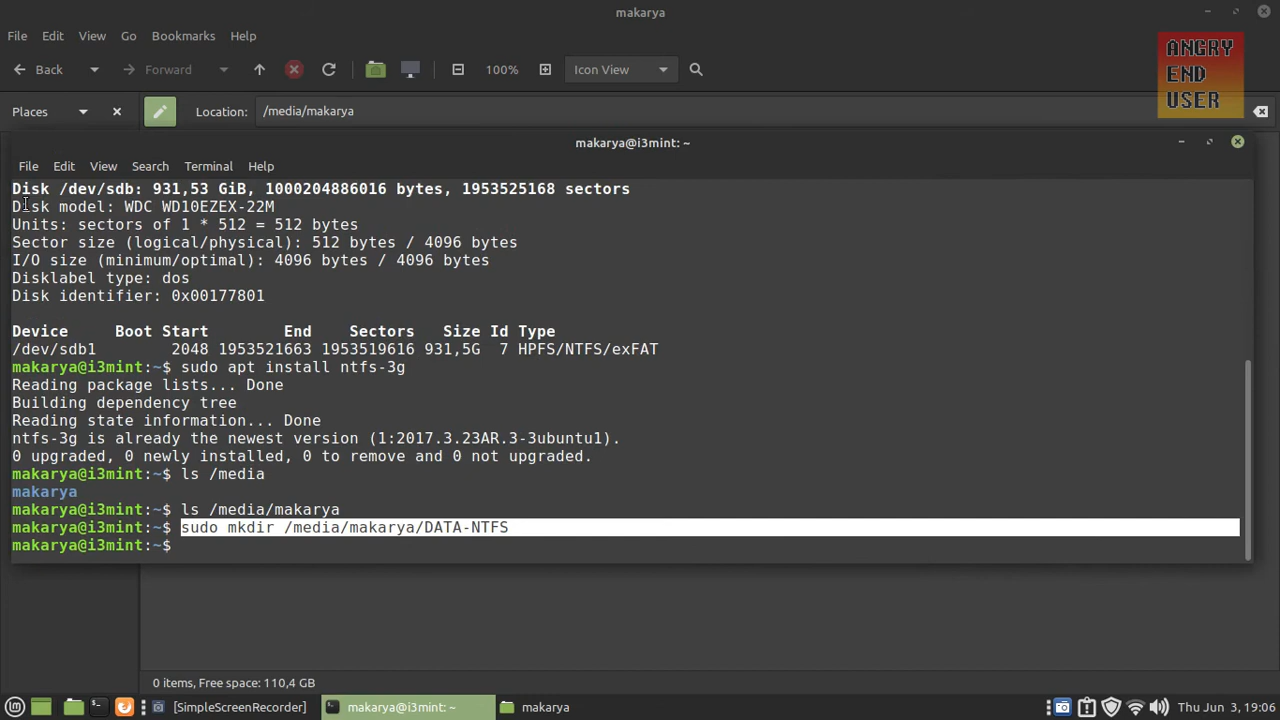 makarya
File Edit View Go Bookmarks Help
Back Forward 100% Icon View
ANGRY
END
USER
Places Location: /media/makarya
makarya@i3mint: ~
File Edit View Search Terminal Help
Disk /dev/sdb: 931,53 GiB, 1000204886016 bytes, 1953525168 sectors
Disk model: WDC WD10EZEX-22M
Units: sectors of 1 * 512 = 512 bytes
Sector size (logical/physical): 512 bytes / 4096 bytes
I/O size (minimum/optimal): 4096 bytes / 4096 bytes
Disklabel type: dos
Disk identifier: 0x00177801
Device Boot Start End Sectors Size Id Type
/dev/sdb1 2048 1953521663 1953519616 931,5G 7 HPFS/NTFS/exFAT
makarya@i3mint:~$ sudo apt install ntfs-3g
Reading package lists... Done
Building dependency tree
Reading state information... Done
ntfs-3g is already the newest version (1:2017.3.23AR.3-3ubuntu1).
0 upgraded, 0 newly installed, 0 to remove and 0 not upgraded.
makarya@i3mint:~$ ls /media
makarya
makarya@i3mint:~$ ls /media/makarya
makarya@i3mint:~$ sudo mkdir /media/makarya/DATA-NTFS
makarya@i3mint:~$
0 items, Free space: 110,4 GB
[SimpleScreenRecorder] makarya@i3mint: ~ makarya Thu Jun 3, 19:06